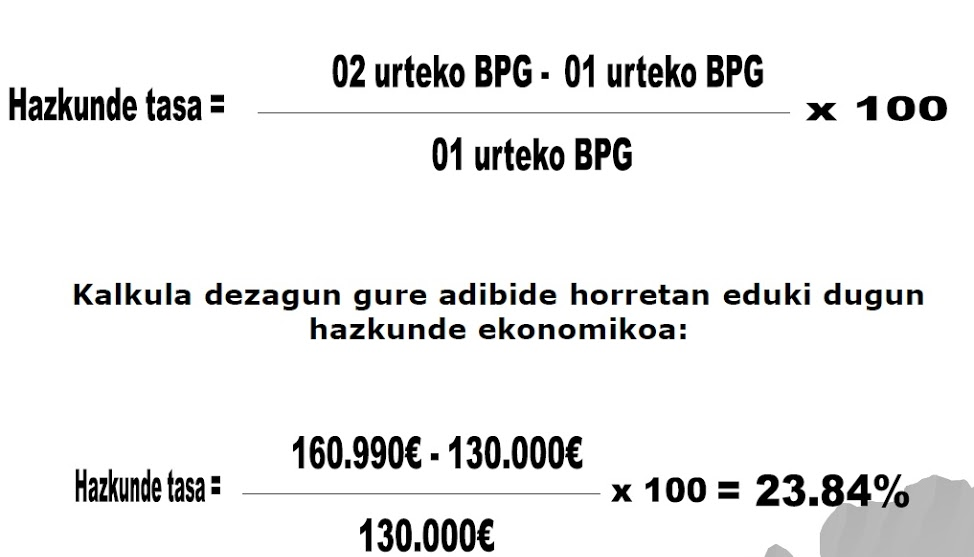 02 urteko BPG - 01 urteko BPG
Hazkunde tasa = x 100
01 urteko BPG
Kalkula dezagun gure adibide horretan eduki dugun
hazkunde ekonomikoa:
160.990€ - 130.000€
Hazkunde tasa = x 100 = 23.84%
130.000€